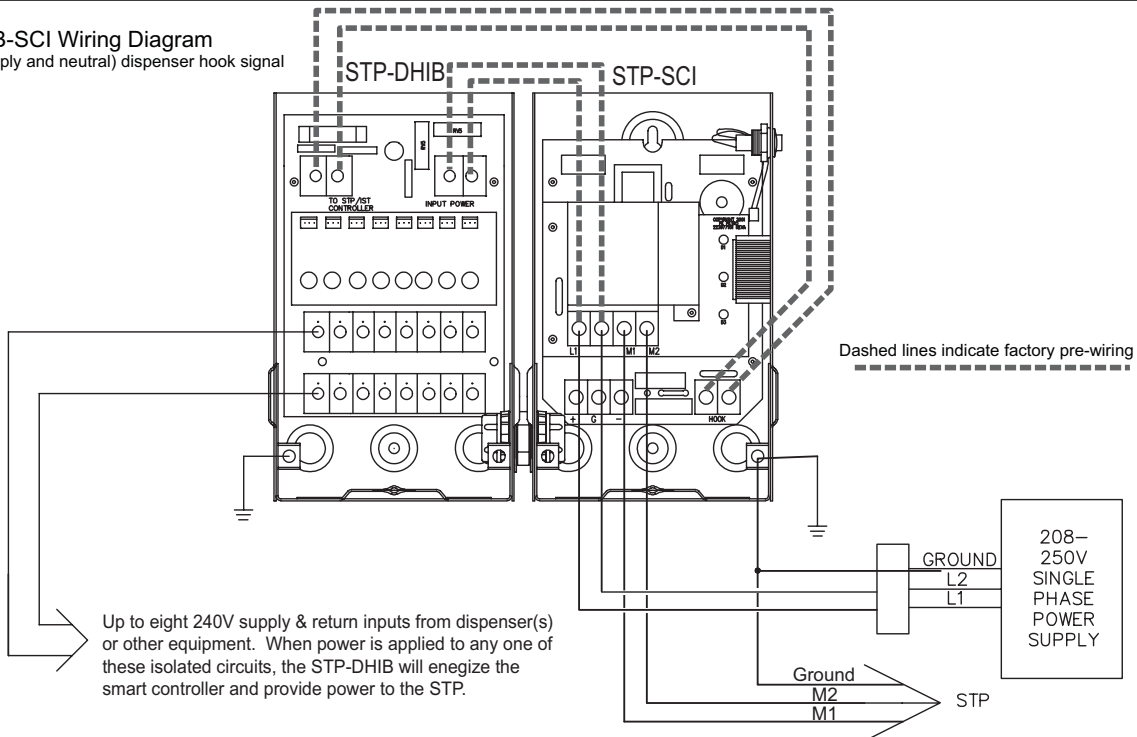 3-SCI Wiring Diagram
ply and neutral) dispenser hook signal
STP-DHIB
STP-SCI
TO STP/IST
CONTROLLER
INPUT POWER
L1
M1
M2
+
G
-
HOOK
Dashed lines indicate factory pre-wiring
GROUND
L2
L1
208-
250V
SINGLE
PHASE
POWER
SUPPLY
Up to eight 240V supply & return inputs from dispenser(s)
or other equipment. When power is applied to any one of
these isolated circuits, the STP-DHIB will enegize the
smart controller and provide power to the STP.
Ground
M2
M1
STP